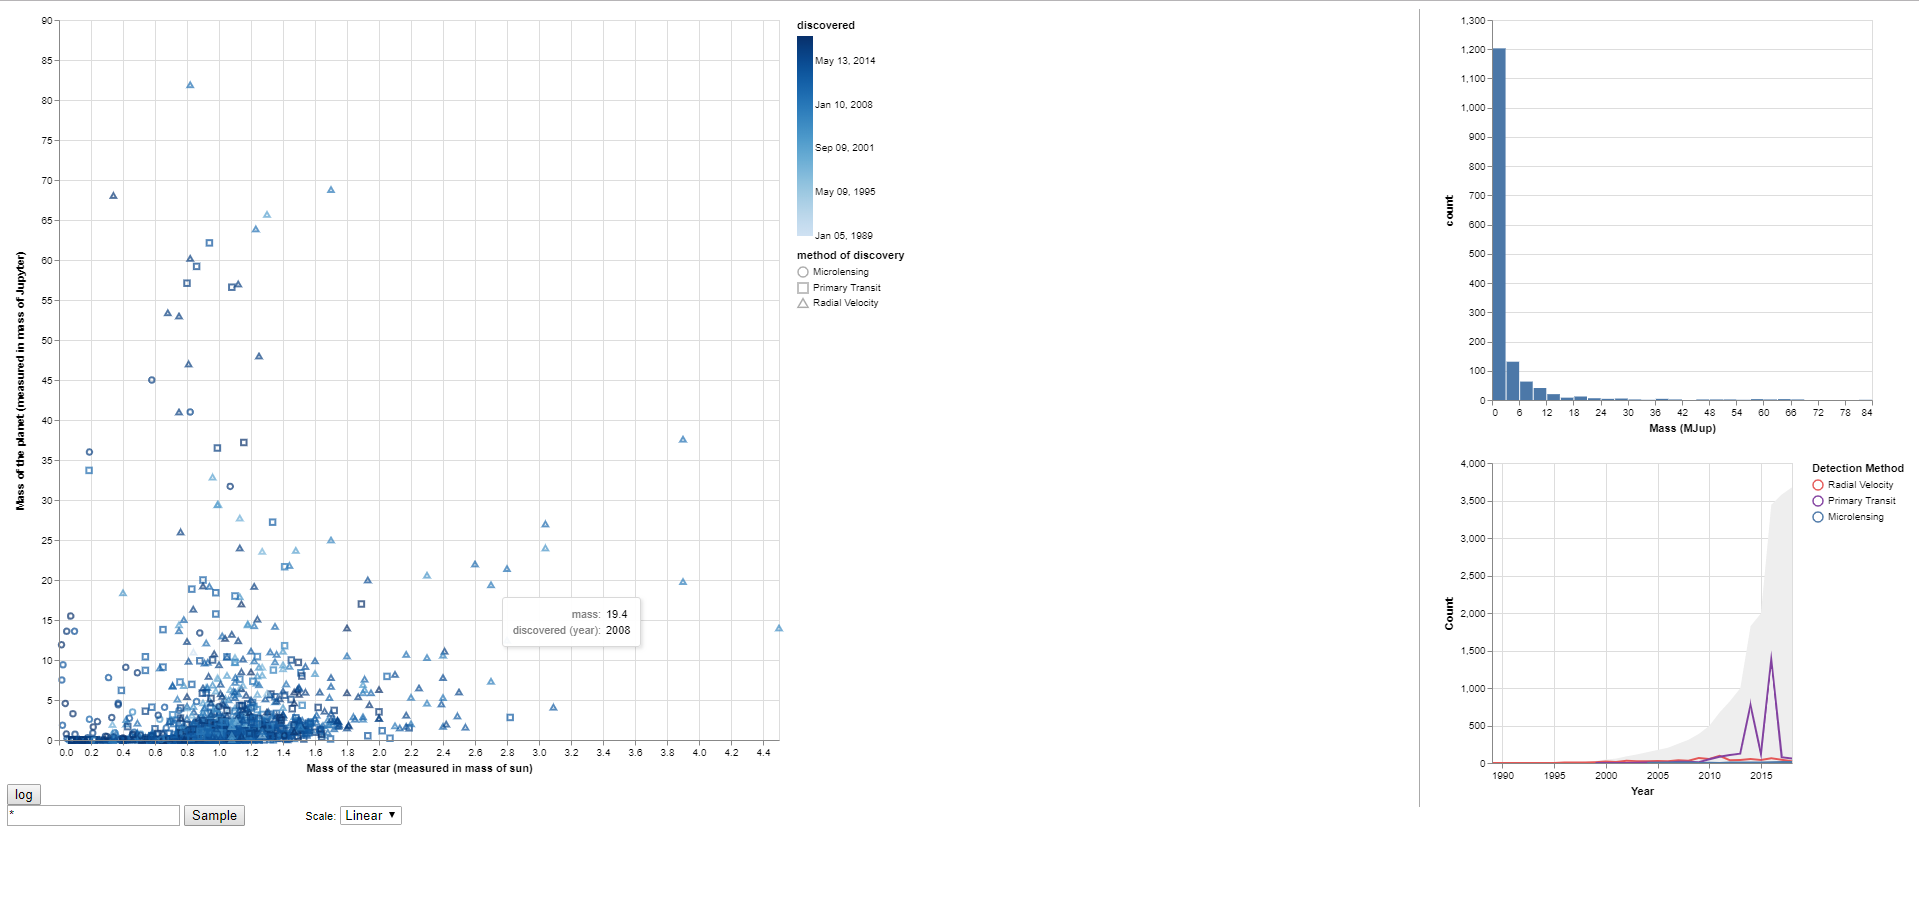 90
85
80
75
70
65
60
55
50
45
40
35
30
25
20
15
10
5
0
Mass of the planet (measured in mass of Jupyter)
0.0 0.2 0.4 0.6 0.8 1.0 1.2 1.4 1.6 1.8 2.0 2.2 2.4 2.6 2.8 3.0 3.2 3.4 3.6 3.8 4.0 4.2 4.4
Mass of the star (measured in mass of sun)
mass: 19.4
discovered (year): 2008
discovered
May 13, 2014
Jan 10, 2008
Sep 09, 2001
May 09, 1995
Jan 05, 1989
method of discovery
Microlensing
Primary Transit
Radial Velocity
log
*
Sample
Scale: Linear
1,300
1,200
1,100
1,000
900
800
700
600
500
400
300
200
100
0
count
0 6 12 18 24 30 36 42 48 54 60 66 72 78 84
Mass (MJup)
4,000
3,500
3,000
2,500
2,000
1,500
1,000
500
0
Count
1990 1995 2000 2005 2010 2015
Year
Detection Method
Radial Velocity
Primary Transit
Microlensing